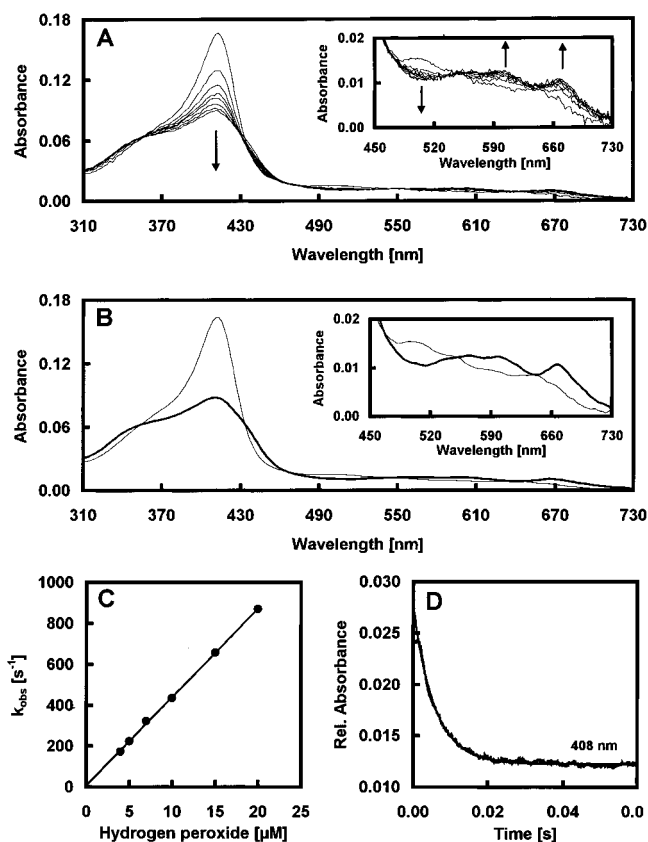 A
0.18
0.12
0.06
0.00
Absorbance
310 370 430 490 550 610 670 730
Wavelength [nm]
0.02
0.01
0.00
Absorbance
450 520 590 660 730
Wavelength [nm]
B
0.18
0.12
0.06
0.00
Absorbance
310 370 430 490 550 610 670 730
Wavelength [nm]
0.02
0.01
0.00
Absorbance
450 520 590 660 730
Wavelength [nm]
C
1000
800
600
400
200
0
kobs [s-1]
0 5 10 15 20 25
Hydrogen peroxide [µM]
D
0.030
0.025
0.020
0.015
0.010
Rel. Absorbance
408 nm
0.00 0.02 0.04 0.0
Time [s]